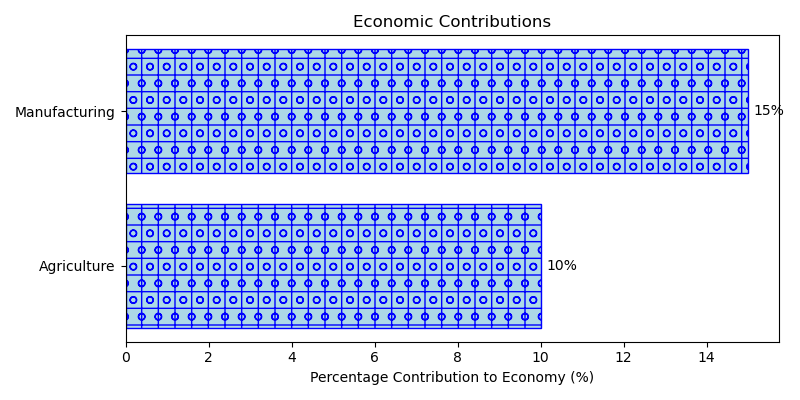 Economic Contributions
Manufacturing
15%
Agriculture
10%
0 2 4 6 8 10 12 14
Percentage Contribution to Economy (%)